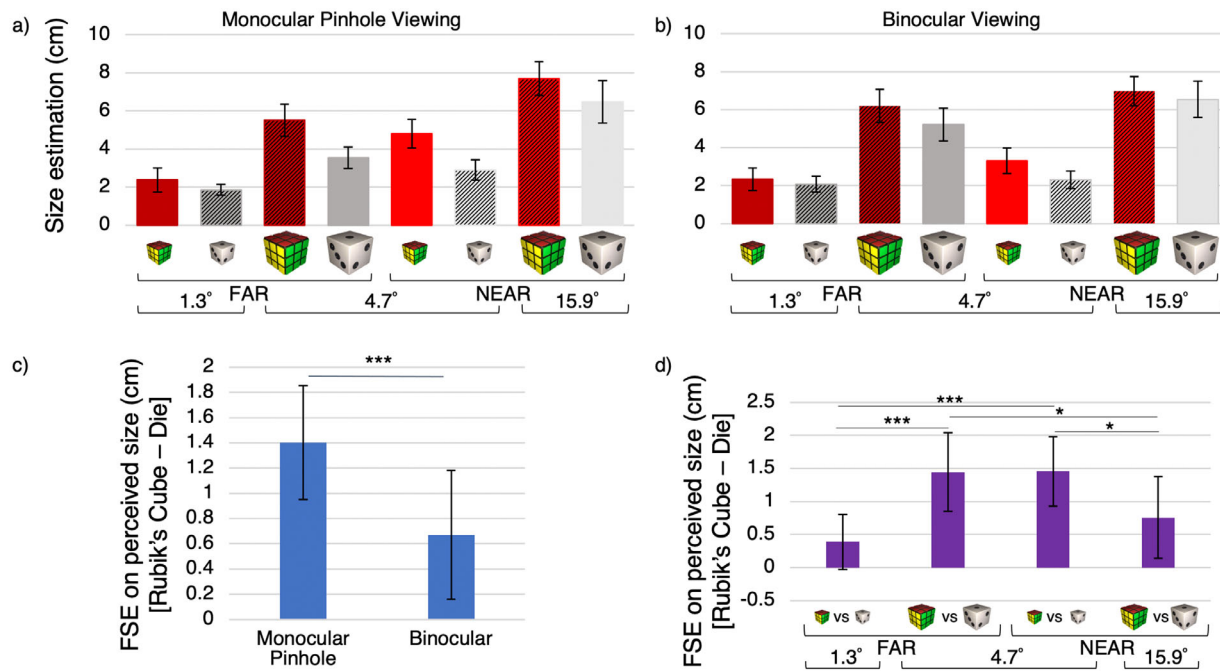 a)
Monocular Pinhole Viewing
Size estimation (cm)
10
8
6
4
2
0
FAR
NEAR
1.3°
4.7°
15.9°
b)
Binocular Viewing
10
8
6
4
2
0
FAR
NEAR
1.3°
4.7°
15.9°
c)
FSE on perceived size (cm)
[Rubik's Cube – Die]
2
1.8
1.6
1.4
1.2
1
0.8
0.6
0.4
0.2
0
***
Monocular
Pinhole
Binocular
d)
FSE on perceived size (cm)
[Rubik's Cube – Die]
2.5
2
1.5
1
0.5
0
-0.5
***
***
*
*
vs
vs
vs
vs
FAR
NEAR
1.3°
4.7°
15.9°